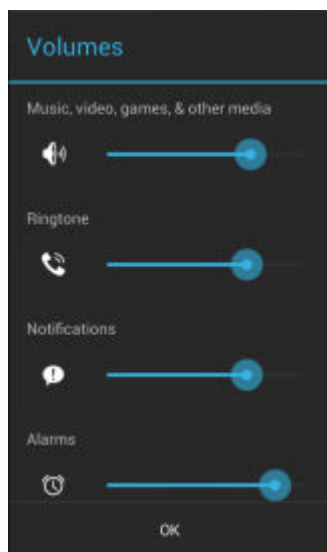 Volumes
Music, video, games, & other media
Ringtone
Notifications
Alarms
OK